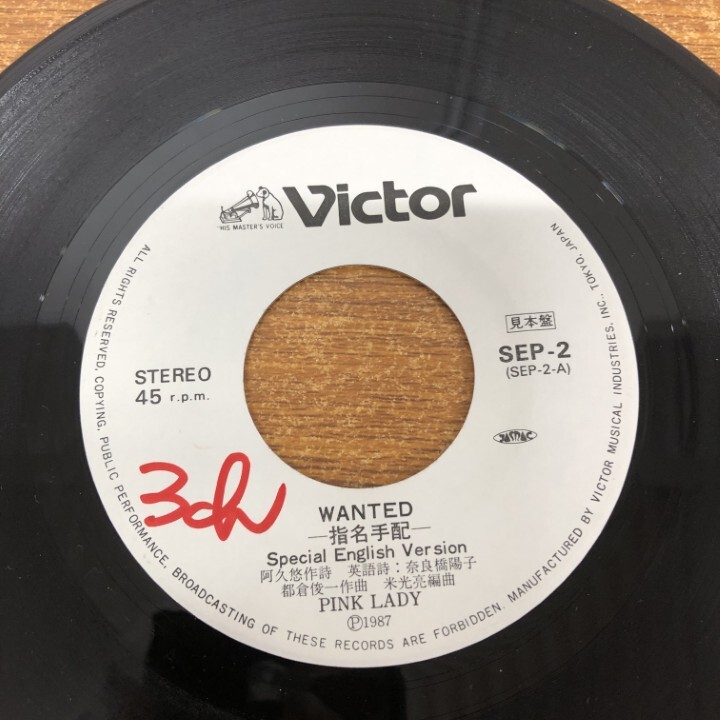 Victor
"HIS MASTER'S VOICE"
見本盤
SEP-2
(SEP-2-A)
STEREO
45 r.p.m.
JASRAC
3ch
WANTED
—指名手配—
Special English Version
阿久悠作詩 英語詩:奈良橋陽子
都倉俊一作曲 米光亮編曲
PINK LADY
Ⓟ1987
ALL RIGHTS RESERVED. COPYING, PUBLIC PERFORMANCE, BROADCASTING OF THESE RECORDS ARE FORBIDDEN. MANUFACTURED BY VICTOR MUSICAL INDUSTRIES, INC., TOKYO, JAPAN